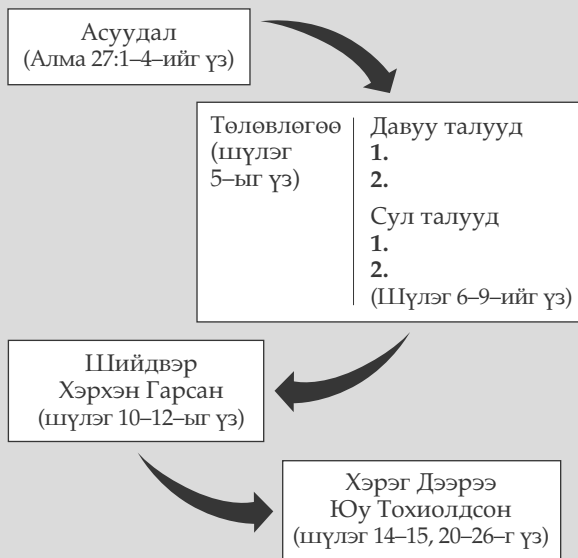 Асуудал
(Алма 27:1–4–ийг үз)
Төлөвлөгөө
(шүлэг
5–ыг үз)
Давуу талууд
1.
2.
Сул талууд
1.
2.
(Шүлэг 6–9–ийг үз)
Шийдвэр
Хэрхэн Гарсан
(шүлэг 10–12–ыг үз)
Хэрэг Дээрээ
Юу Тохиолдсон
(шүлэг 14–15, 20–26–г үз)